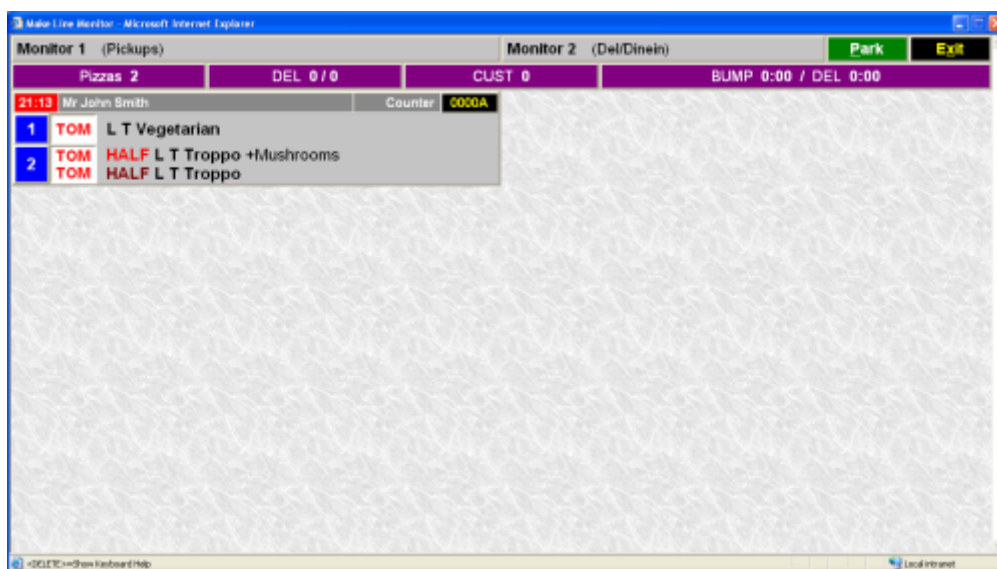 Make Line Monitor - Microsoft Internet Explorer
Monitor 1 (Pickups) Monitor 2 (Del/Dinein) Park Exit
Pizzas 2 DEL 0/0 CUST 0 BUMP 0:00 / DEL 0:00
21:13 Mr John Smith Counter 0000A
1 TOM L T Vegetarian
2 TOM HALF L T Troppo +Mushrooms
TOM HALF L T Troppo
<DELETE>=Show Keyboard Help Local intranet